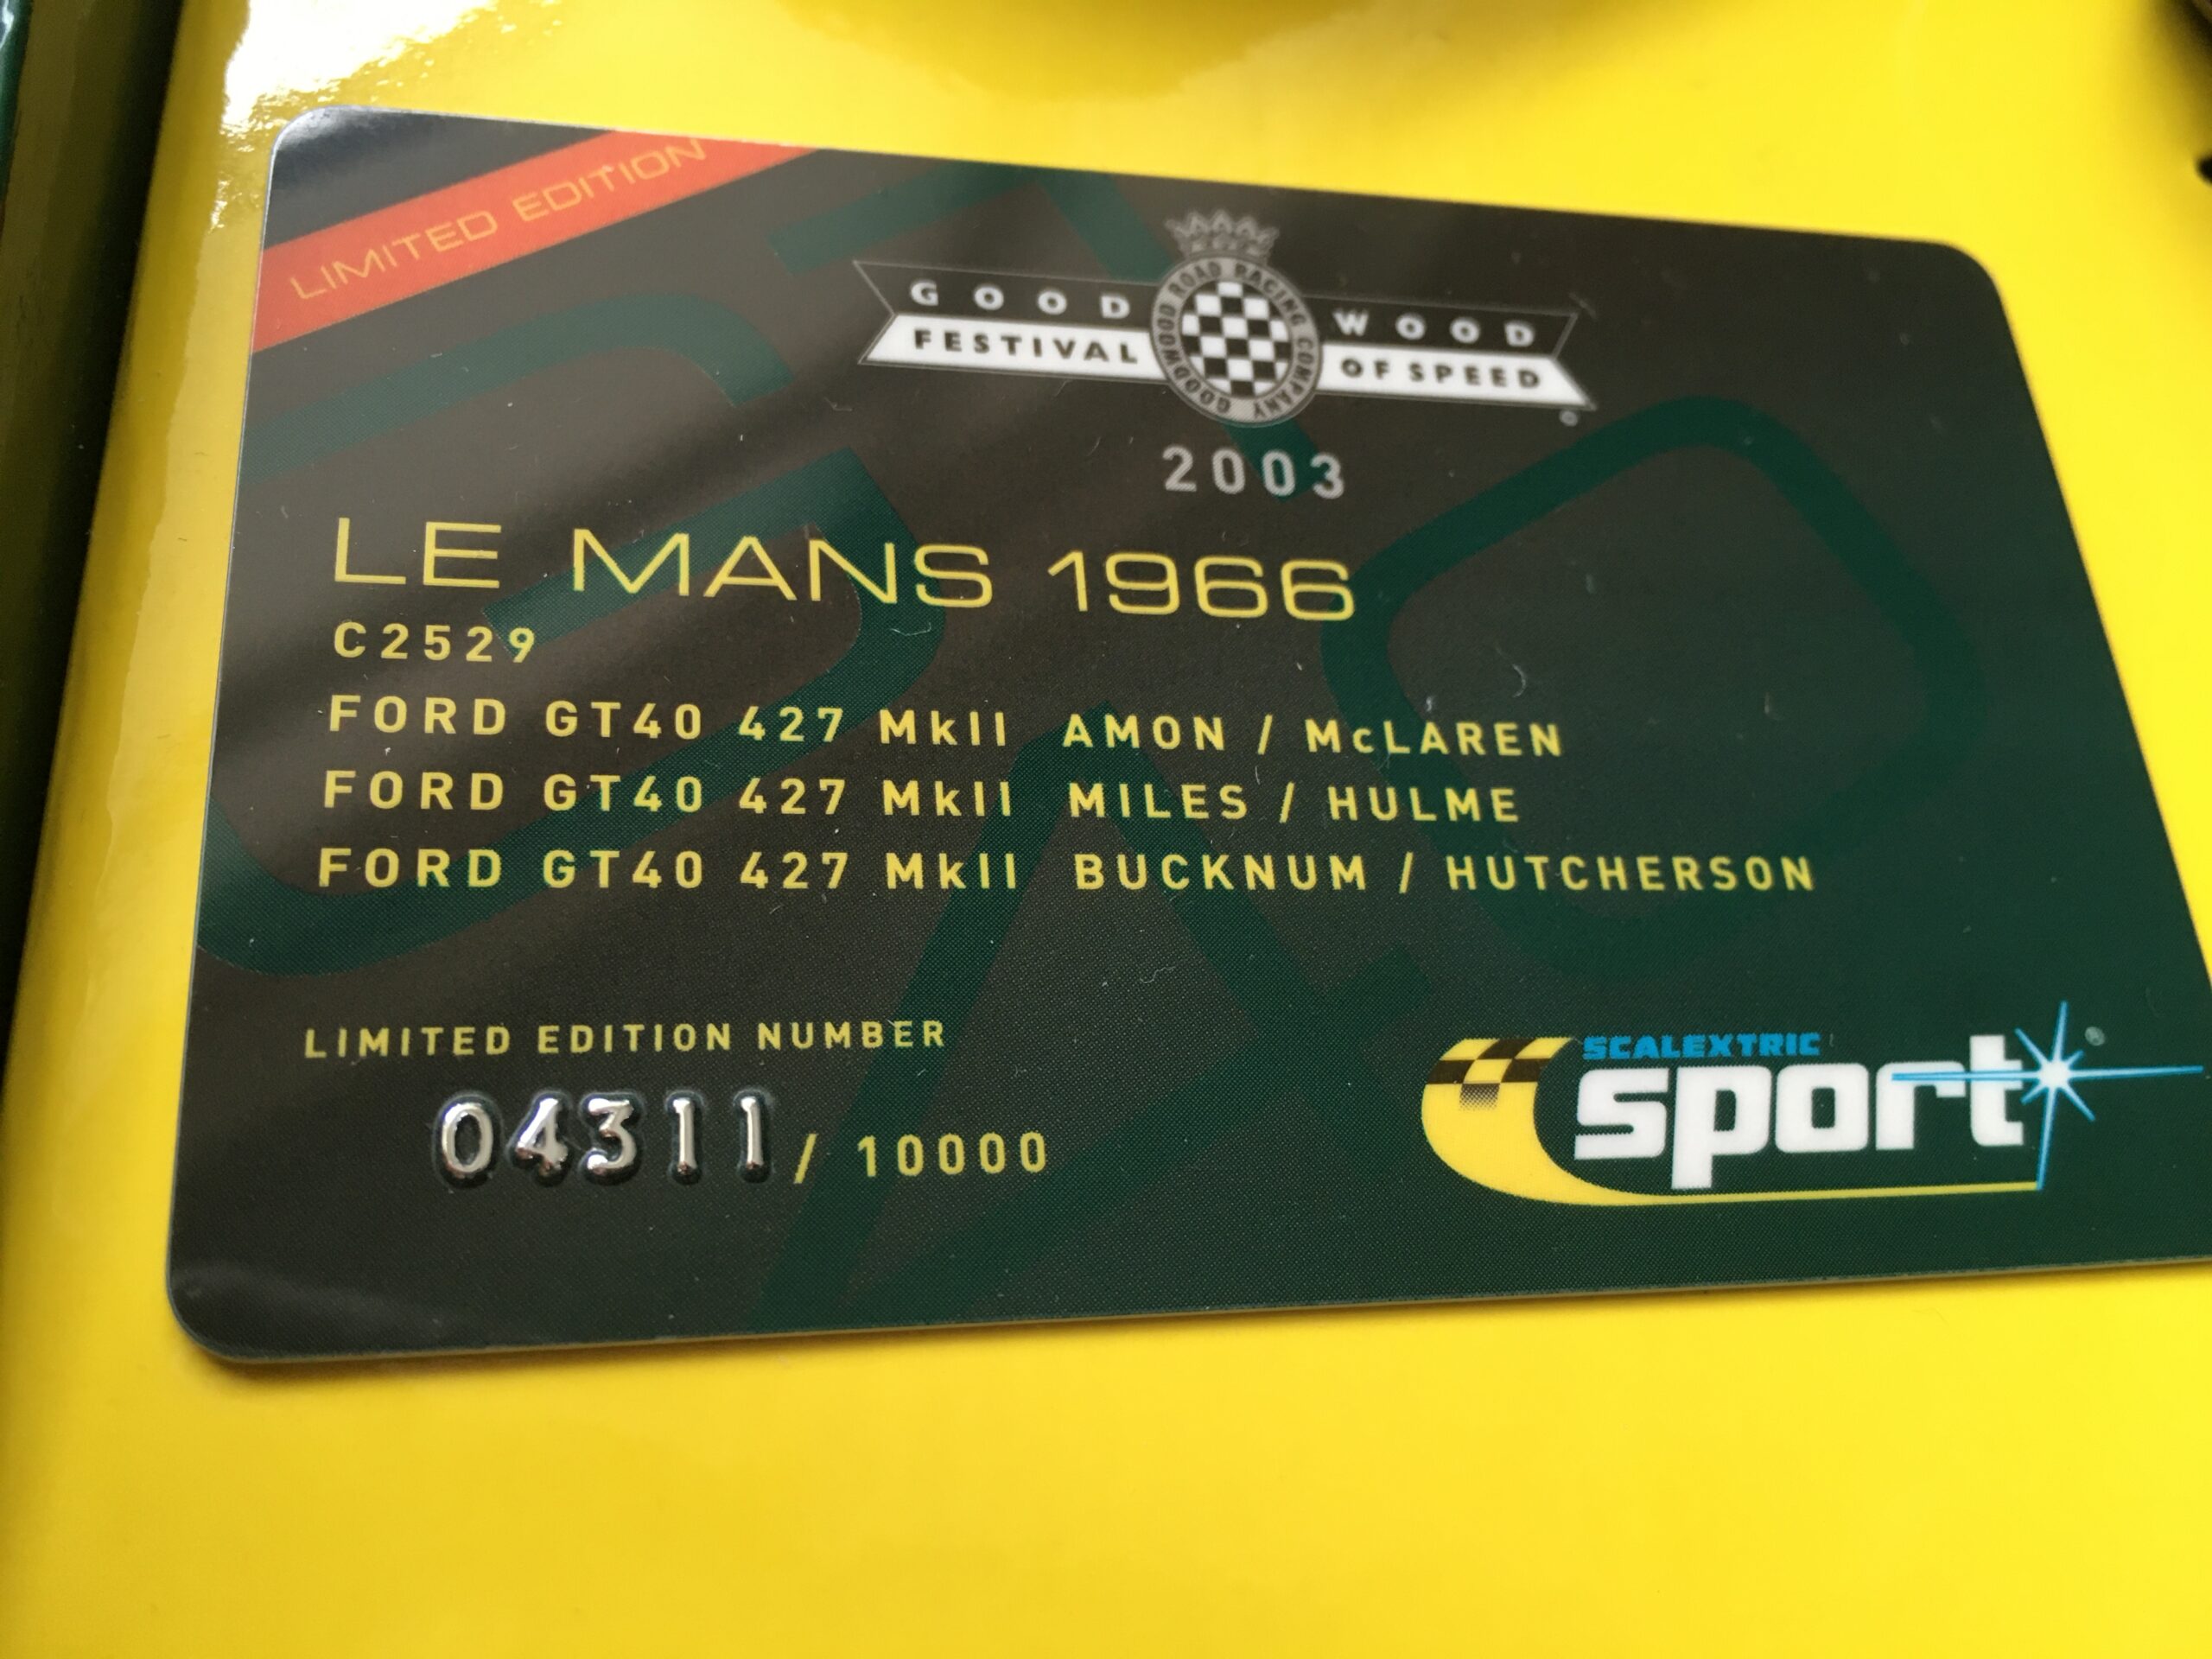 LIMITED EDITION
GOODWOOD
FESTIVAL OF SPEED
GOODWOOD ROAD RACING COMPANY
2003
LE MANS 1966
C2529
FORD GT40 427 MkII AMON / McLAREN
FORD GT40 427 MkII MILES / HULME
FORD GT40 427 MkII BUCKNUM / HUTCHERSON
LIMITED EDITION NUMBER
04311 / 10000
SCALEXTRIC
sport®